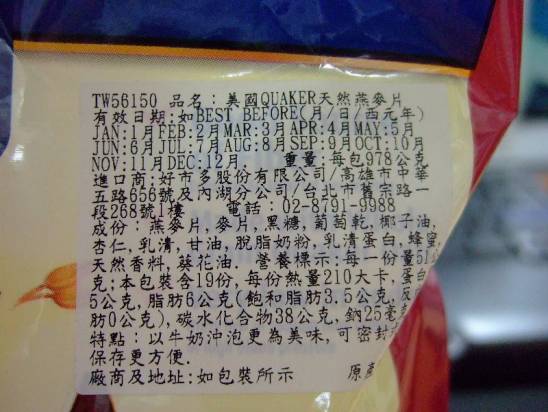 TW56150 品名：美國QUAKER天然燕麥片
有效日期:如BEST BEFORE(月/日/西元年)
JAN:1月FEB:2月MAR:3月APR:4月MAY:5月
JUN:6月JUL:7月AUG:8月SEP:9月OCT:10月
NOV:11月DEC:12月. 重量:每包978公克
進口商:好市多股份有限公司/高雄市中華
五路656號及內湖分公司/台北市舊宗路一
段268號1樓 電話：02-8791-9988
成份：燕麥片,麥片,黑糖,葡萄乾,椰子油,
杏仁,乳清,甘油,脫脂奶粉,乳清蛋白,蜂蜜,
天然香料,葵花油. 營養標示:每一份量51公
克;本包裝含19份,每份熱量210大卡,蛋白
5公克,脂肪6公克(飽和脂肪3.5公克,反
肪0公克),碳水化合物38公克,鈉25毫克
特點：以牛奶沖泡更為美味,可密封
保存更方便.
廠商及地址:如包裝所示 原